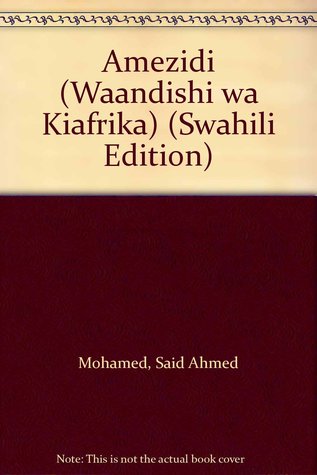 Amezidi
(Waandishi wa
Kiafrika) (Swahili
Edition)
Mohamed, Said Ahmed
Note: This is not the actual book cover